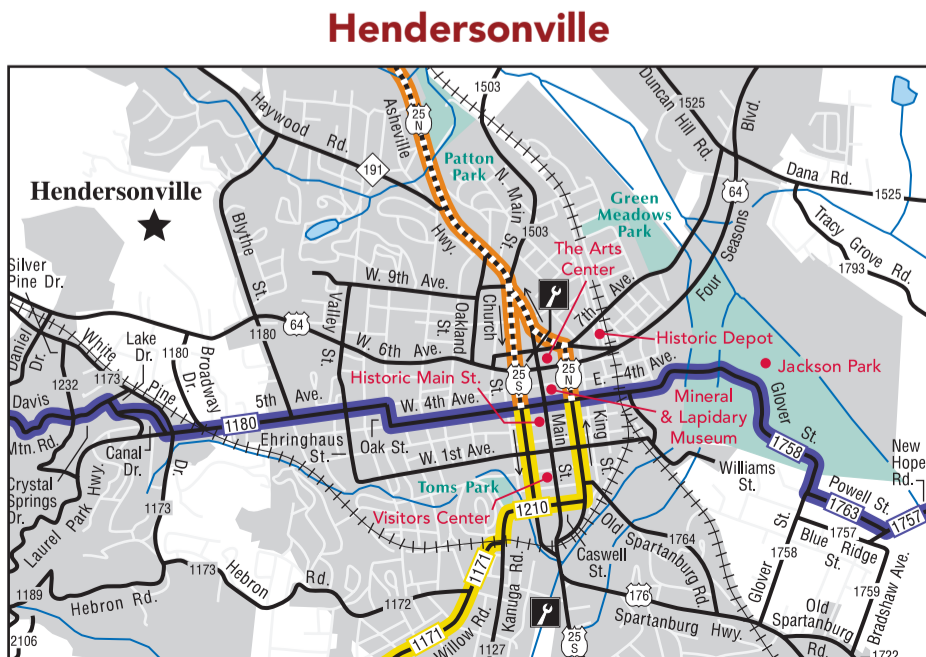 Hendersonville
1503
Duncan
Hill Rd.
1525
Blvd.
25
N
Asheville
Hwy.
Haywood Rd.
191
Patton
Park
N. Main St.
1503
Green
Meadows
Park
64
Seasons
Four
Dana Rd.
1525
Tracy Grove Rd.
1793
Hendersonville
Blythe
St.
1180
The Arts
Center
7th Ave.
Silver
Pine Dr.
W. 9th Ave.
Valley
St.
Oakland
St.
Church
St.
64
W. 6th Ave.
Historic Depot
Daniel
Dr.
White
Pine
Dr.
Lake
Dr.
1180
Broadway
Dr.
1232
1173
Historic Main St.
25
S
25
N
E. 4th Ave.
Jackson Park
Davis
Mtn. Rd.
5th Ave.
W. 4th Ave.
1180
Mineral
& Lapidary
Museum
Glover
St.
1758
Canal
Dr.
Ehringhaus
St.
Oak St.
W. 1st Ave.
Main
St.
King
St.
Williams
St.
New
Hope
Rd.
Crystal
Springs
Dr.
Laurel Park Hwy.
1173
Toms Park
Visitors Center
1210
Powell St.
1763
1757
1757
Blue Ridge
St.
Glover
St.
1758
1171
Old Spartanburg Rd.
1764
Caswell
St.
1173
Hebron
Rd.
1189
Hebron Rd.
1172
Willow Rd.
Kanuga Rd.
1127
176
Spartanburg Hwy.
Old
Spartanburg
Rd.
1759
Bradshaw Ave.
2106
1171
25
S
1722